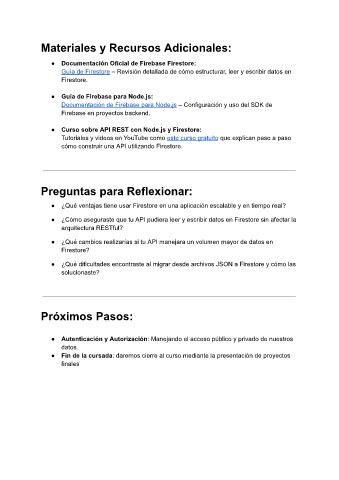 Materiales y Recursos Adicionales:
● Documentación Oficial de Firebase Firestore:
Guía de Firestore – Revisión detallada de cómo estructurar, leer y escribir datos en
Firestore.
● Guía de Firebase para Node.js:
Documentación de Firebase para Node.js – Configuración y uso del SDK de
Firebase en proyectos backend.
● Curso sobre API REST con Node.js y Firestore:
Tutoriales y videos en YouTube como este curso gratuito que explican paso a paso
cómo construir una API utilizando Firestore.
Preguntas para Reflexionar:
● ¿Qué ventajas tiene usar Firestore en una aplicación escalable y en tiempo real?
● ¿Cómo aseguraste que tu API pudiera leer y escribir datos en Firestore sin afectar la
arquitectura RESTful?
● ¿Qué cambios realizarías si tu API manejara un volumen mayor de datos en
Firestore?
● ¿Qué dificultades encontraste al migrar desde archivos JSON a Firestore y cómo las
solucionaste?
Próximos Pasos:
● Autenticación y Autorización: Manejando el acceso público y privado de nuestros
datos.
● Fin de la cursada: daremos cierre al curso mediante la presentación de proyectos
finales